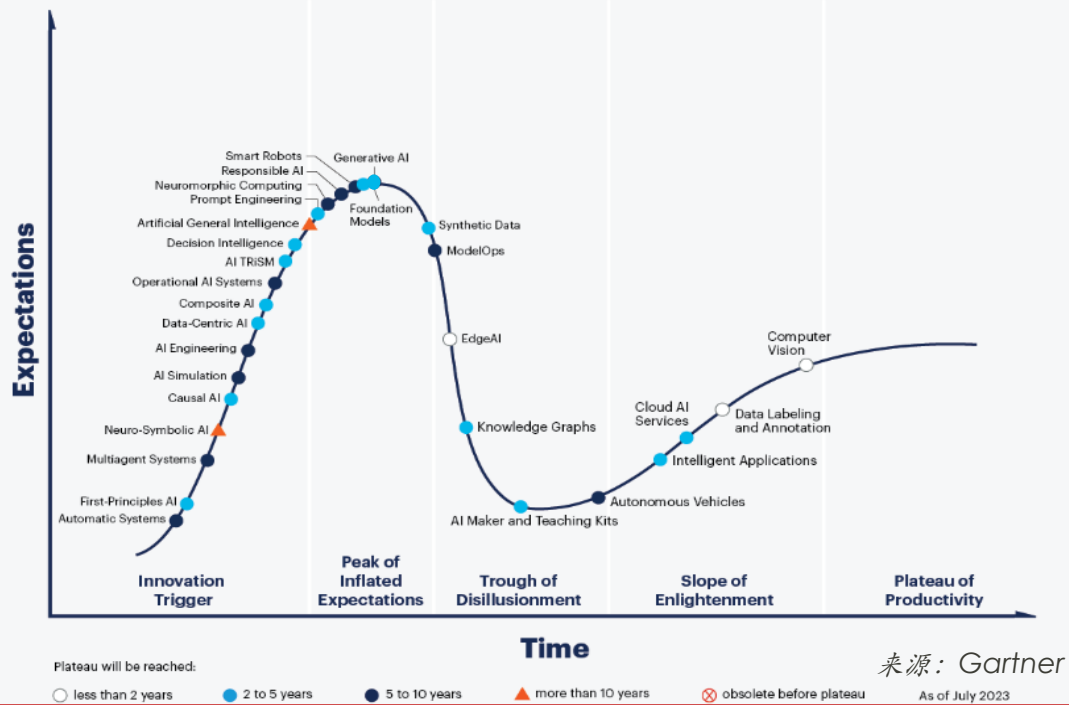 Expectations
Smart Robots
Responsible AI
Neuromorphic Computing
Prompt Engineering
Artificial General Intelligence
Decision Intelligence
AI TRiSM
Operational AI Systems
Composite AI
Data-Centric AI
AI Engineering
AI Simulation
Causal AI
Neuro-Symbolic AI
Multiagent Systems
First-Principles AI
Automatic Systems
Generative AI
Foundation
Models
Synthetic Data
ModelOps
EdgeAI
Knowledge Graphs
AI Maker and Teaching Kits
Autonomous Vehicles
Intelligent Applications
Cloud AI
Services
Data Labeling
and Annotation
Computer
Vision
Innovation
Trigger
Peak of
Inflated
Expectations
Trough of
Disillusionment
Slope of
Enlightenment
Plateau of
Productivity
Time
来源：Gartner
Plateau will be reached:
less than 2 years
2 to 5 years
5 to 10 years
more than 10 years
obsolete before plateau
As of July 2023